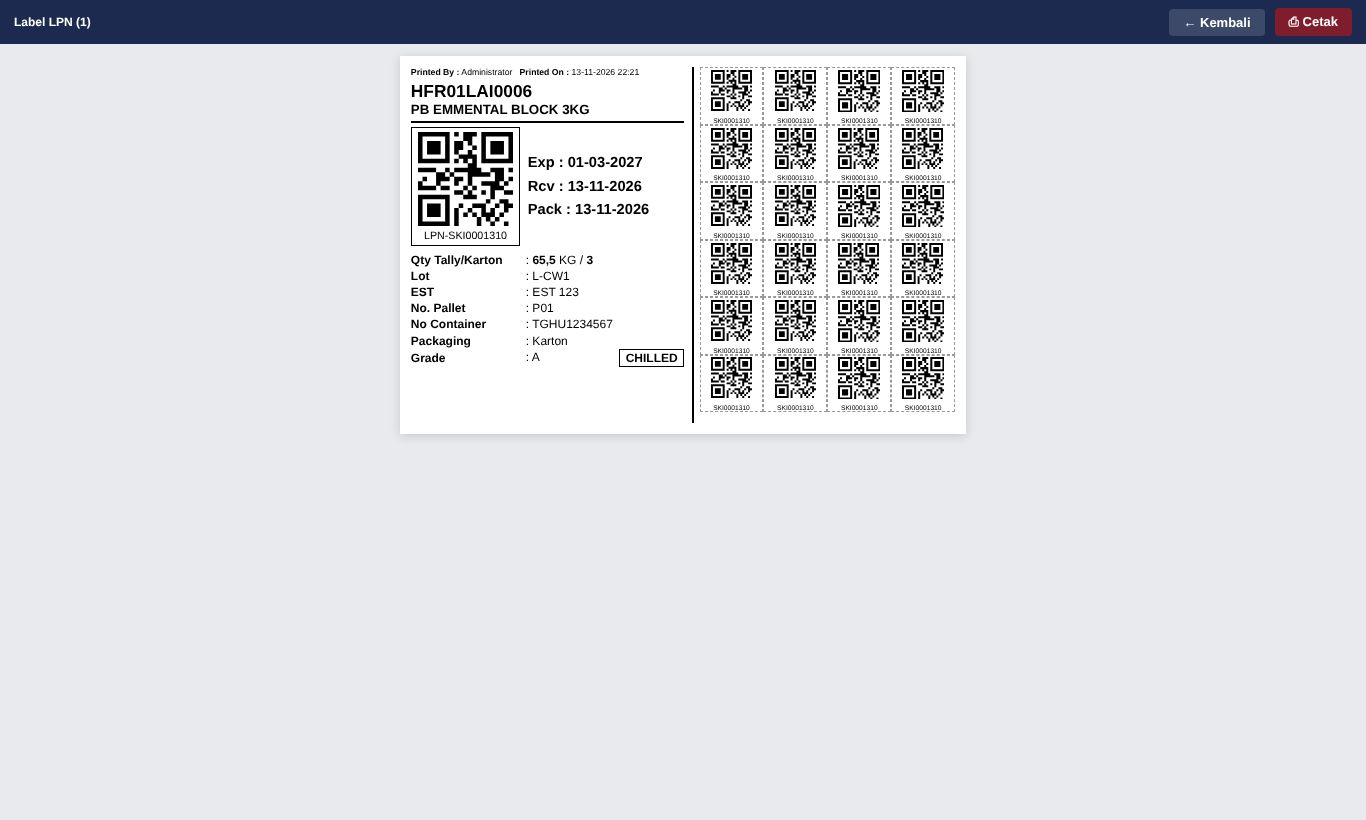 Label LPN (1)
← Kembali
⎙ Cetak
Printed By : Administrator Printed On : 13-11-2026 22:21
HFR01LAI0006
PB EMMENTAL BLOCK 3KG
LPN-SKI0001310
Exp : 01-03-2027
Rcv : 13-11-2026
Pack : 13-11-2026
Qty Tally/Karton : 65,5 KG / 3
Lot : L-CW1
EST : EST 123
No. Pallet : P01
No Container : TGHU1234567
Packaging : Karton
Grade : A
CHILLED
SKI0001310 SKI0001310 SKI0001310 SKI0001310
SKI0001310 SKI0001310 SKI0001310 SKI0001310
SKI0001310 SKI0001310 SKI0001310 SKI0001310
SKI0001310 SKI0001310 SKI0001310 SKI0001310
SKI0001310 SKI0001310 SKI0001310 SKI0001310
SKI0001310 SKI0001310 SKI0001310 SKI0001310